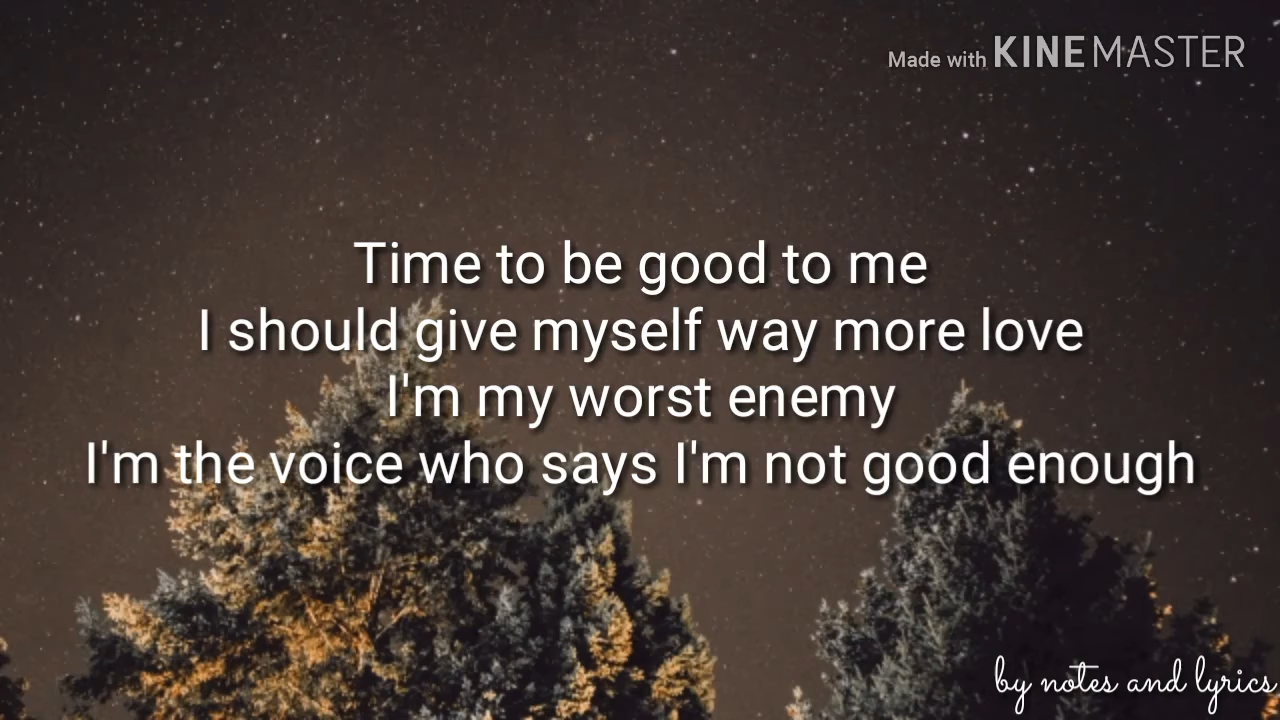 Made with KINEMASTER
Time to be good to me
I should give myself way more love
I'm my worst enemy
I'm the voice who says I'm not good enough
by notes and lyrics